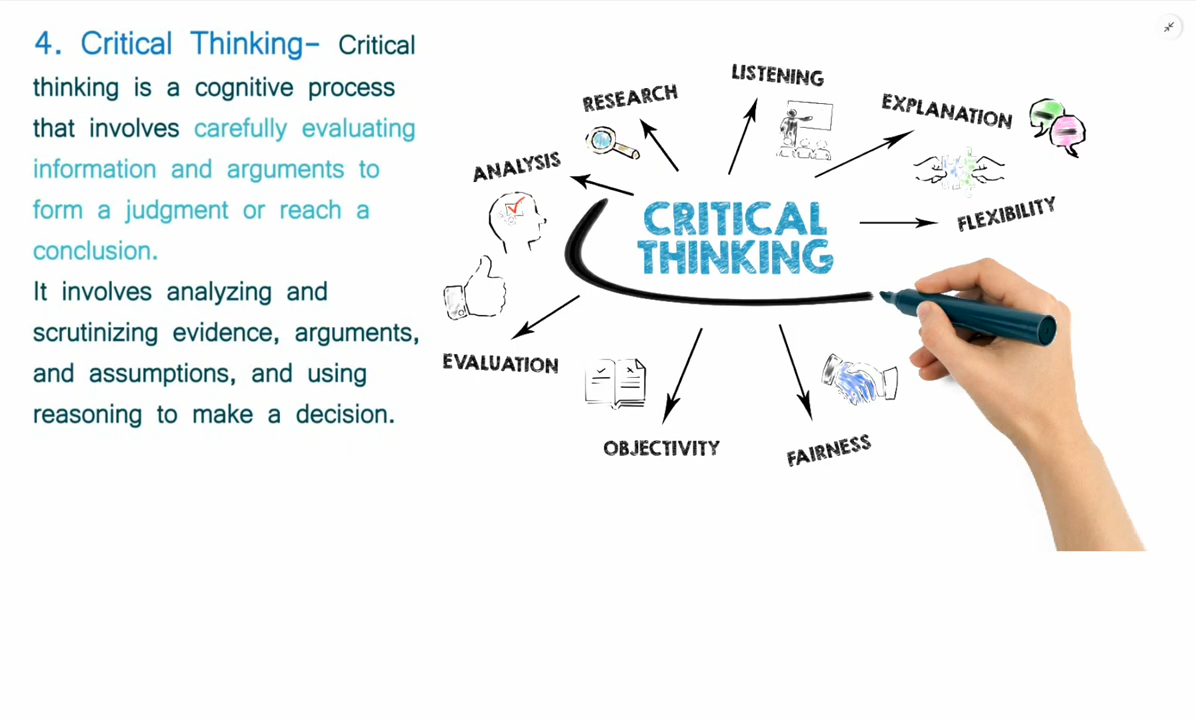 4. Critical Thinking- Critical
thinking is a cognitive process
that involves carefully evaluating
information and arguments to
form a judgment or reach a
conclusion.
It involves analyzing and
scrutinizing evidence, arguments,
and assumptions, and using
reasoning to make a decision.
LISTENING
RESEARCH
EXPLANATION
ANALYSIS
FLEXIBILITY
CRITICAL
THINKING
EVALUATION
OBJECTIVITY
FAIRNESS